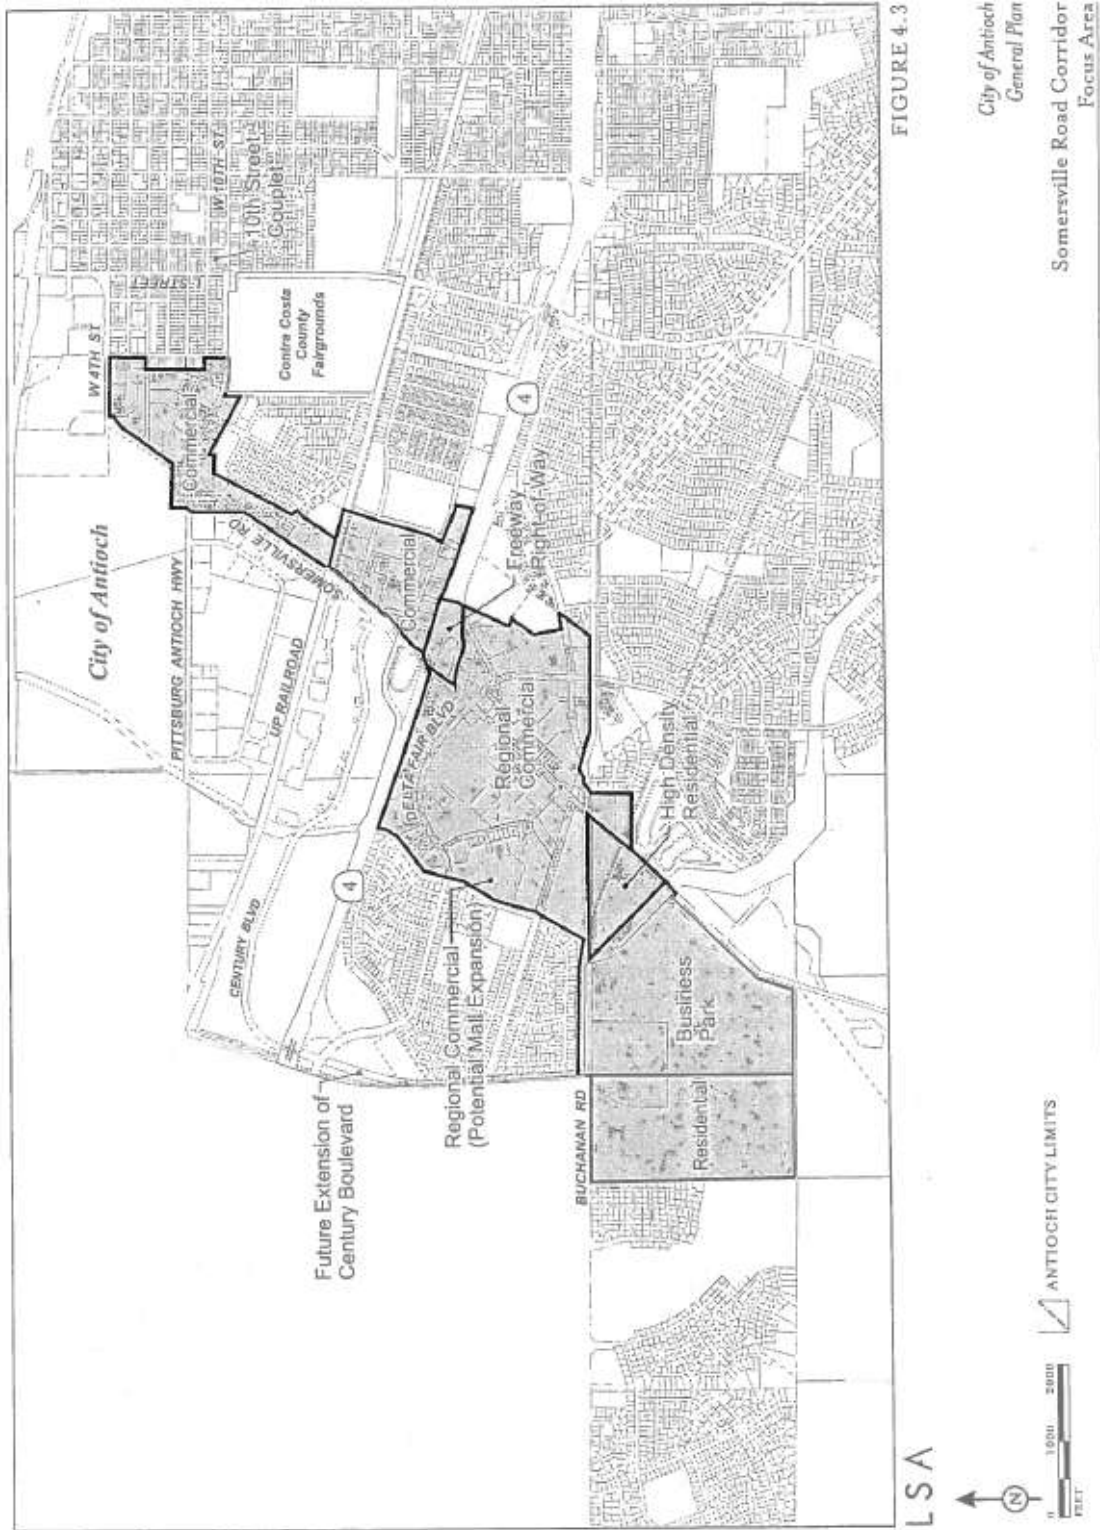 City of Antioch
W 4TH ST
L STREET
W 10TH ST
10th Street
Couplet
Contra Costa
County
Fairgrounds
Commercial
PITTSBURG ANTIOCH HWY
SOMERSVILLE RD
UP RAILROAD
Commercial
CENTURY BLVD
4
4
Freeway
Right-of-Way
DELTA FAIR BLVD
Regional
Commercial
Future Extension of
Century Boulevard
Regional Commercial
(Potential Mall Expansion)
High Density
Residential
BUCHANAN RD
Business
Park
Residential
LSA
FIGURE 4.3
N
0 1000 2000
FEET
ANTIOCH CITY LIMITS
City of Antioch
General Plan
Somersville Road Corridor
Focus Area